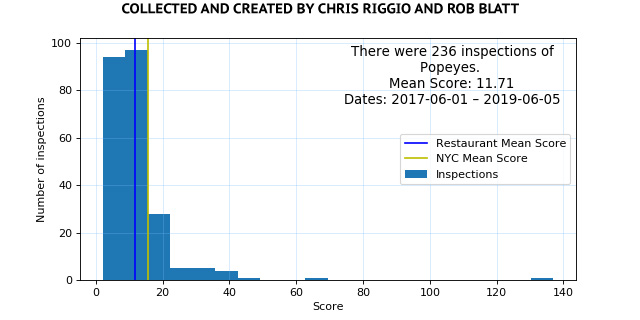 COLLECTED AND CREATED BY CHRIS RIGGIO AND ROB BLATT
There were 236 inspections of
Popeyes.
Mean Score: 11.71
Dates: 2017-06-01 – 2019-06-05
Restaurant Mean Score
NYC Mean Score
Inspections
Number of inspections
100
80
60
40
20
0
0 20 40 60 80 100 120 140
Score